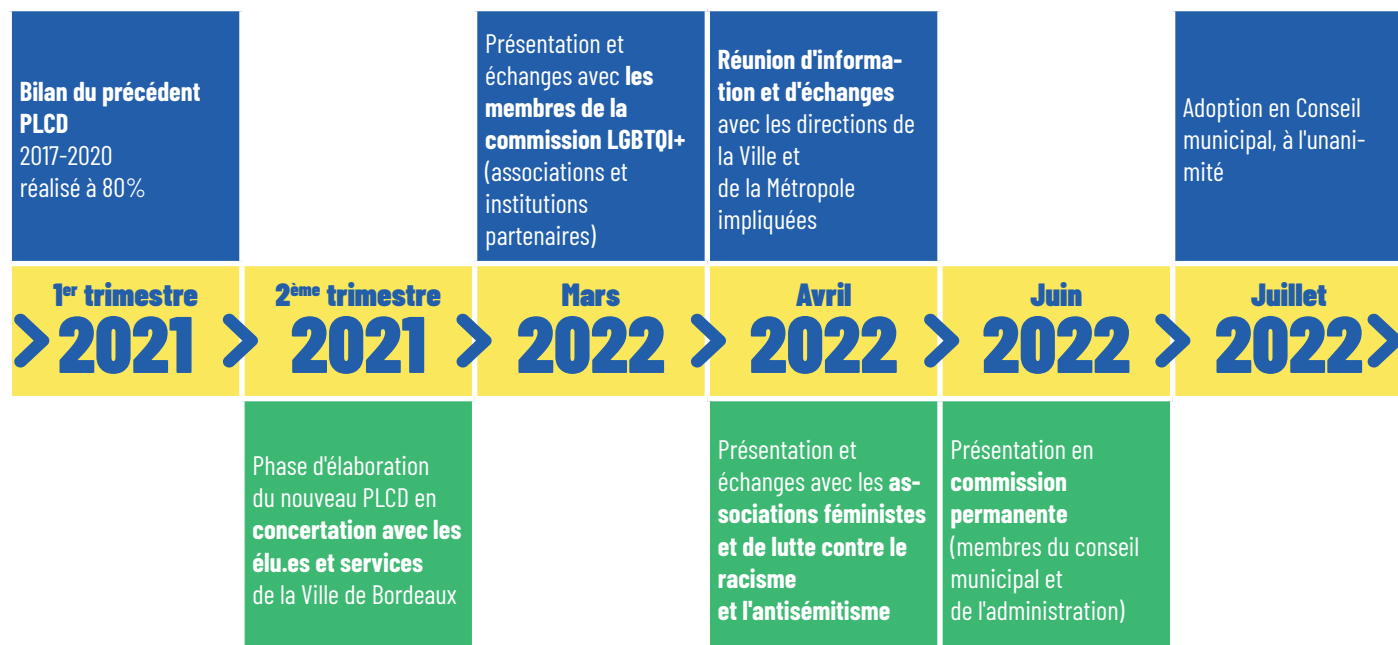 Bilan du précédent
PLCD
2017-2020
réalisé à 80%
Présentation et
échanges avec les
membres de la
commission LGBTQI+
(associations et
institutions
partenaires)
Réunion d'informa-
tion et d'échanges
avec les directions de
la Ville et
de la Métropole
impliquées
Adoption en Conseil
municipal, à l'unani-
mité
1er trimestre
2021
2ème trimestre
2021
Mars
2022
Avril
2022
Juin
2022
Juillet
2022
Phase d'élaboration
du nouveau PLCD en
concertation avec les
élu.es et services
de la Ville de Bordeaux
Présentation et
échanges avec les as-
sociations féministes
et de lutte contre le
racisme
et l'antisémitisme
Présentation en
commission
permanente
(membres du conseil
municipal et
de l'administration)